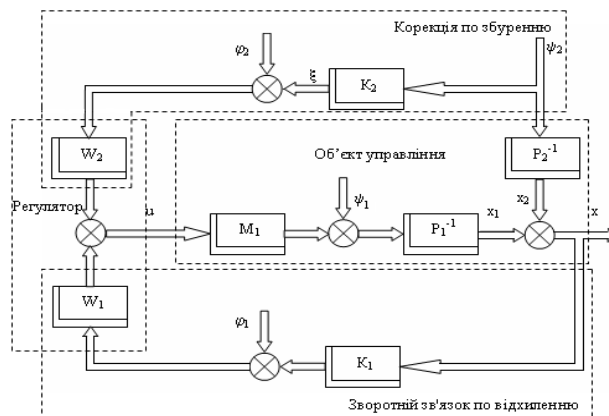 Корекція по збуренню
φ₂
ψ₂
ξ
K₂
W₂
Об’єкт управління
P₂⁻¹
Регулятор
u
M₁
ψ₁
P₁⁻¹
x₁
x₂
x
W₁
φ₁
K₁
Зворотній зв'язок по відхиленню